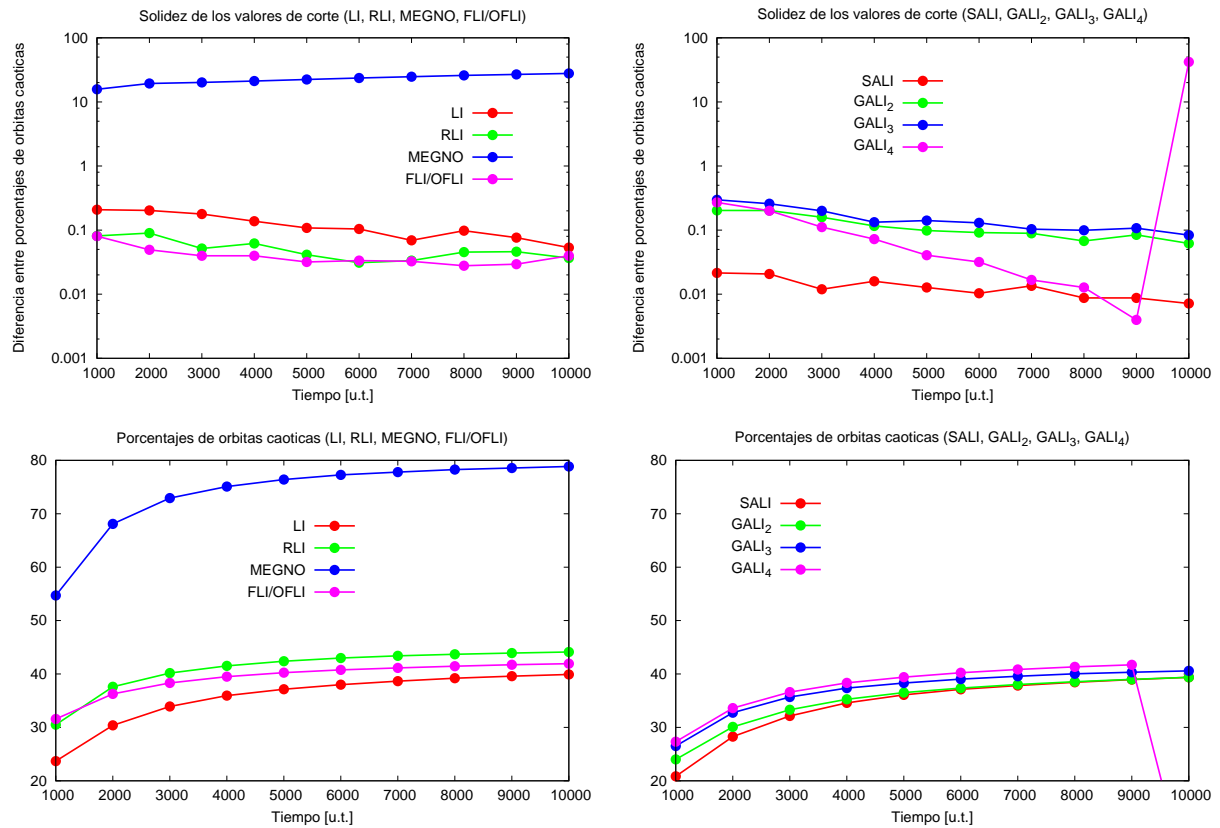 Solidez de los valores de corte (LI, RLI, MEGNO, FLI/OFLI)
Diferencia entre porcentajes de orbitas caoticas
100
10
1
0.1
0.01
0.001
LI
RLI
MEGNO
FLI/OFLI
1000 2000 3000 4000 5000 6000 7000 8000 9000 10000
Tiempo [u.t.]
Solidez de los valores de corte (SALI, GALI2, GALI3, GALI4)
Diferencia entre porcentajes de orbitas caoticas
100
10
1
0.1
0.01
0.001
SALI
GALI2
GALI3
GALI4
1000 2000 3000 4000 5000 6000 7000 8000 9000 10000
Tiempo [u.t.]
Porcentajes de orbitas caoticas (LI, RLI, MEGNO, FLI/OFLI)
80
70
60
50
40
30
20
LI
RLI
MEGNO
FLI/OFLI
1000 2000 3000 4000 5000 6000 7000 8000 9000 10000
Tiempo [u.t.]
Porcentajes de orbitas caoticas (SALI, GALI2, GALI3, GALI4)
80
70
60
50
40
30
20
SALI
GALI2
GALI3
GALI4
1000 2000 3000 4000 5000 6000 7000 8000 9000 10000
Tiempo [u.t.]